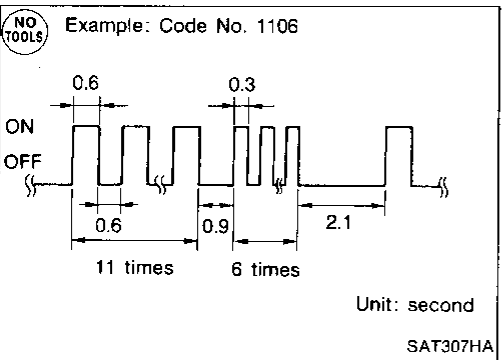 NO
TOOLS
Example: Code No. 1106
0.6
0.3
ON
OFF
0.6
0.9
2.1
11 times
6 times
Unit: second
SAT307HA